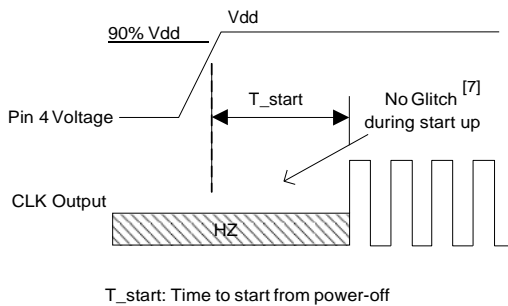 Vdd
90% Vdd
T_start
No Glitch [7]
during start up
Pin 4 Voltage
CLK Output
HZ
T_start: Time to start from power-off